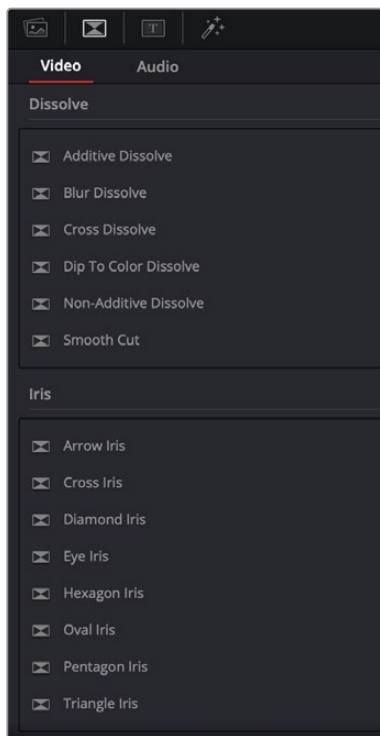 T
Video Audio
Dissolve
Additive Dissolve
Blur Dissolve
Cross Dissolve
Dip To Color Dissolve
Non-Additive Dissolve
Smooth Cut
Iris
Arrow Iris
Cross Iris
Diamond Iris
Eye Iris
Hexagon Iris
Oval Iris
Pentagon Iris
Triangle Iris